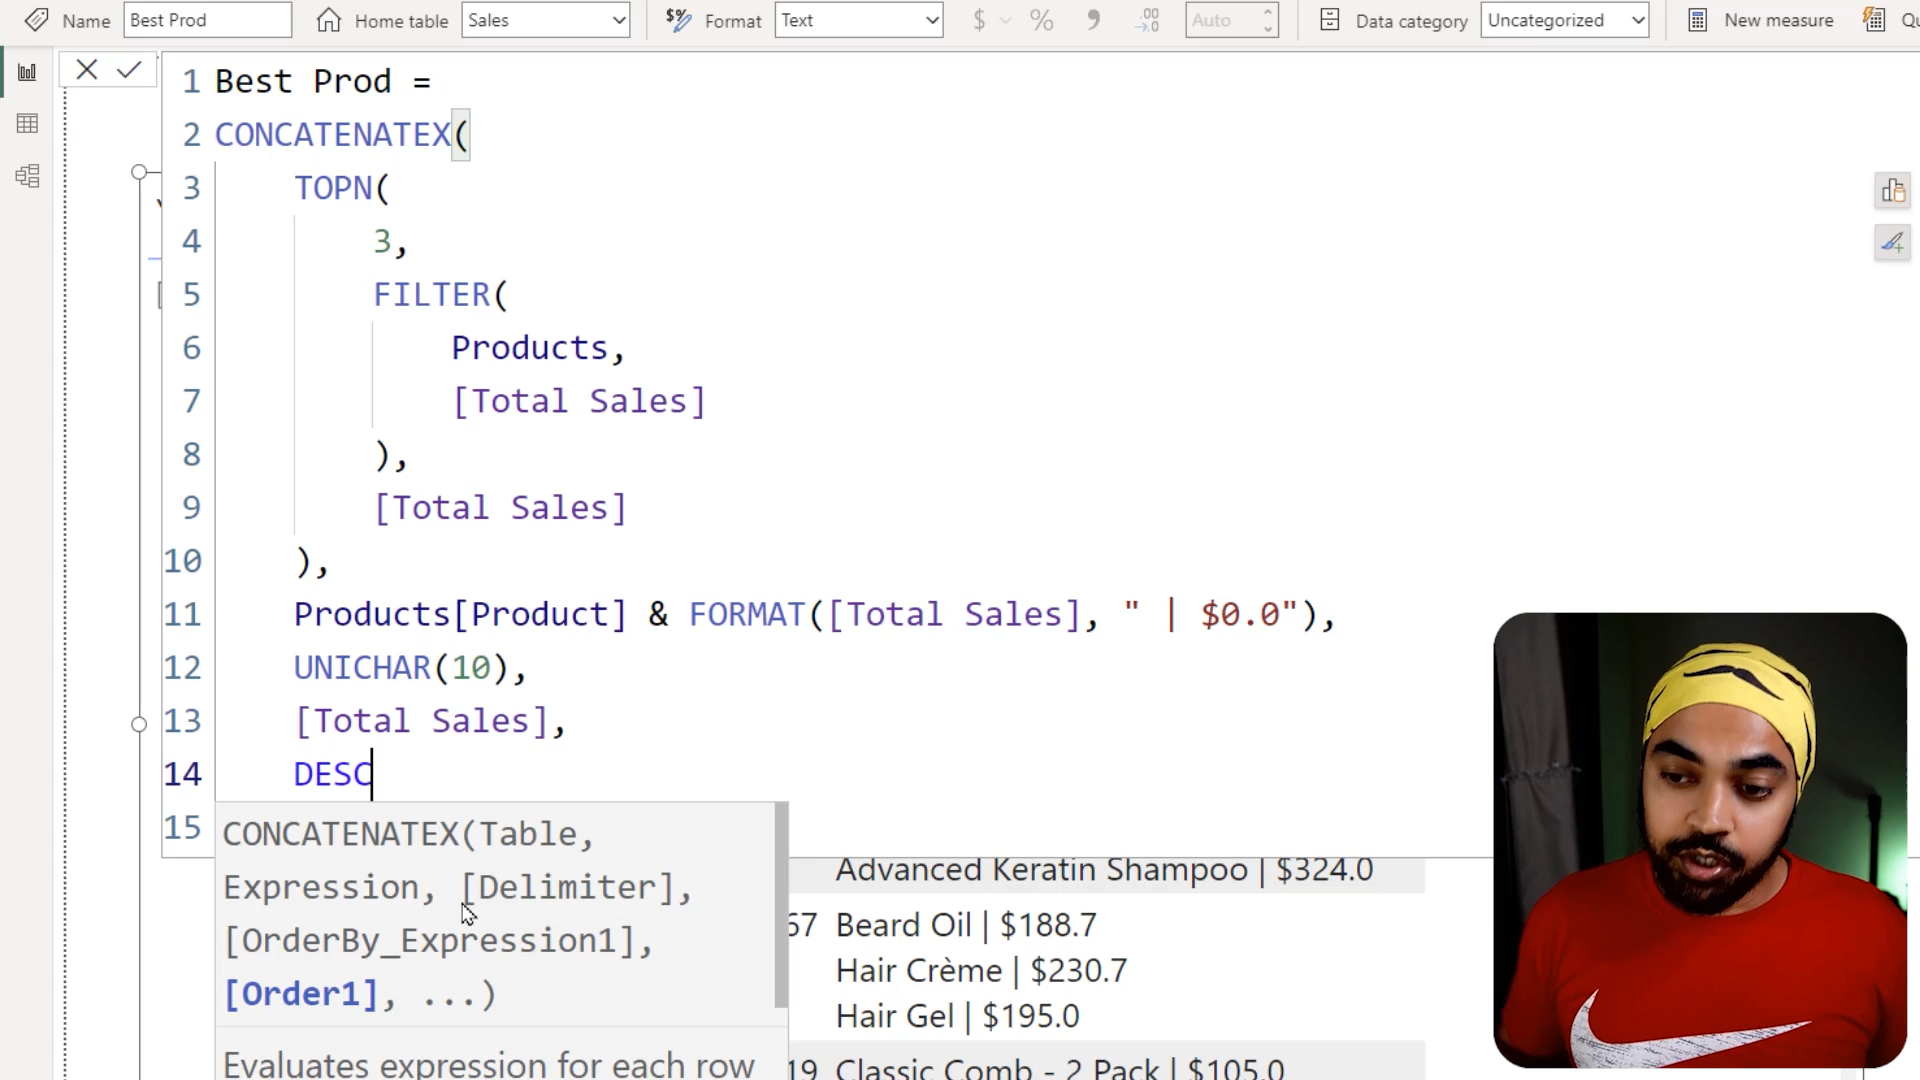 Name Best Prod Home table Sales Format Text $ % Auto Data category Uncategorized New measure
1 Best Prod =
2 CONCATENATEX(
3 TOPN(
4 3,
5 FILTER(
6 Products,
7 [Total Sales]
8 ),
9 [Total Sales]
10 ),
11 Products[Product] & FORMAT([Total Sales], " | $0.0"),
12 UNICHAR(10),
13 [Total Sales],
14 DESC
15
CONCATENATEX(Table,
Expression, [Delimiter],
[OrderBy_Expression1],
[Order1], ...)
Evaluates expression for each row
Advanced Keratin Shampoo | $324.0
67 Beard Oil | $188.7
Hair Crème | $230.7
Hair Gel | $195.0
19 Classic Comb - 2 Pack | $105.0